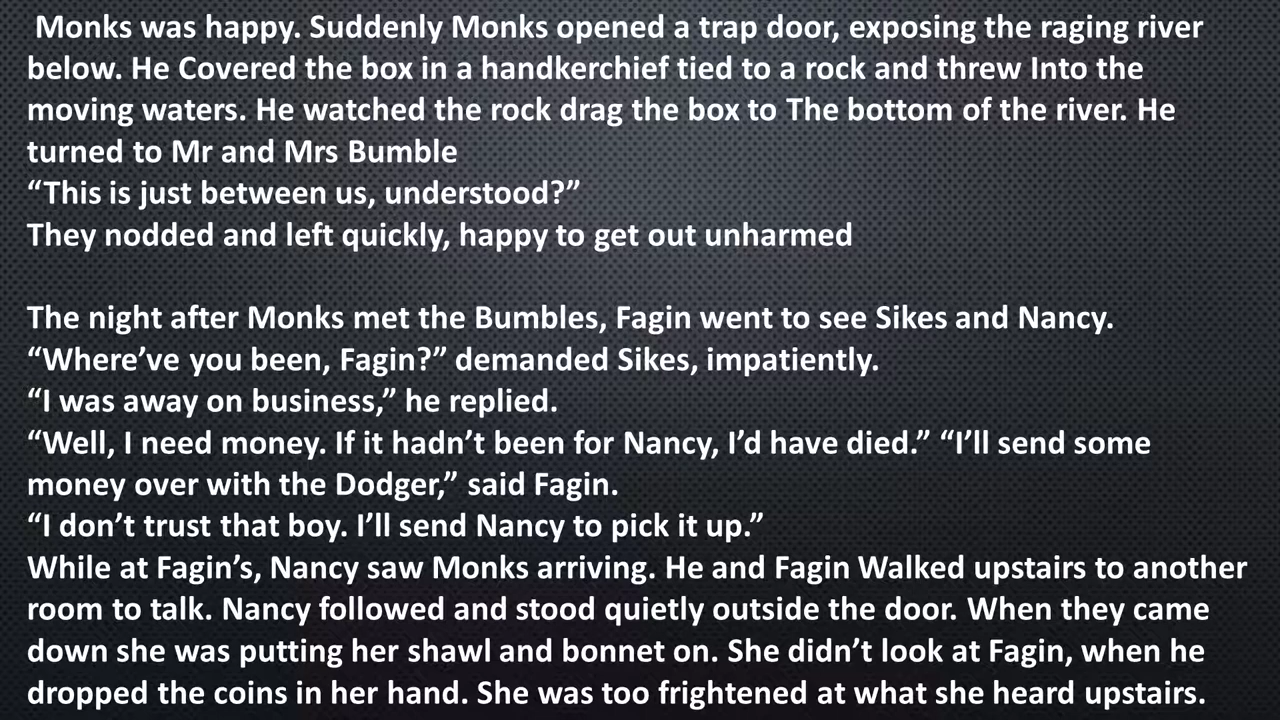 Monks was happy. Suddenly Monks opened a trap door, exposing the raging river
below. He Covered the box in a handkerchief tied to a rock and threw Into the
moving waters. He watched the rock drag the box to The bottom of the river. He
turned to Mr and Mrs Bumble
“This is just between us, understood?”
They nodded and left quickly, happy to get out unharmed
The night after Monks met the Bumbles, Fagin went to see Sikes and Nancy.
“Where’ve you been, Fagin?” demanded Sikes, impatiently.
“I was away on business,” he replied.
“Well, I need money. If it hadn’t been for Nancy, I’d have died.” “I’ll send some
money over with the Dodger,” said Fagin.
“I don’t trust that boy. I’ll send Nancy to pick it up.”
While at Fagin’s, Nancy saw Monks arriving. He and Fagin Walked upstairs to another
room to talk. Nancy followed and stood quietly outside the door. When they came
down she was putting her shawl and bonnet on. She didn’t look at Fagin, when he
dropped the coins in her hand. She was too frightened at what she heard upstairs.